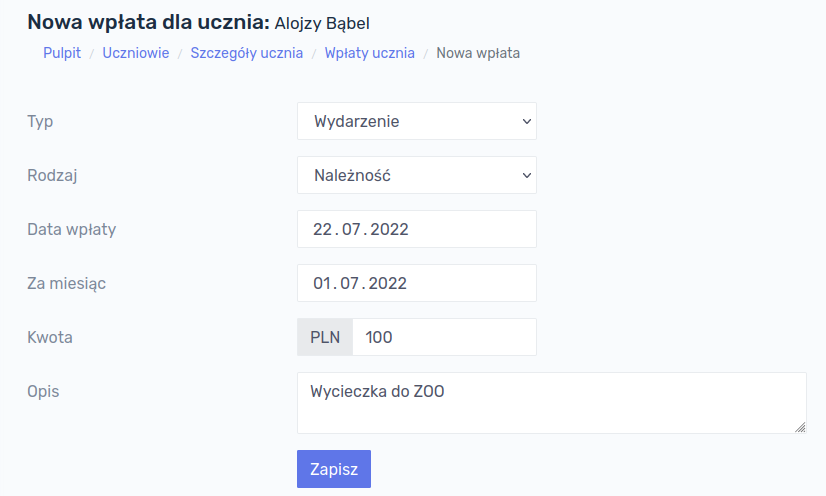 Nowa wpłata dla ucznia: Alojzy Bąbel
Pulpit / Uczniowie / Szczegóły ucznia / Wpłaty ucznia / Nowa wpłata
Typ Wydarzenie
Rodzaj Należność
Data wpłaty 22.07.2022
Za miesiąc 01.07.2022
Kwota PLN 100
Opis Wycieczka do ZOO
Zapisz